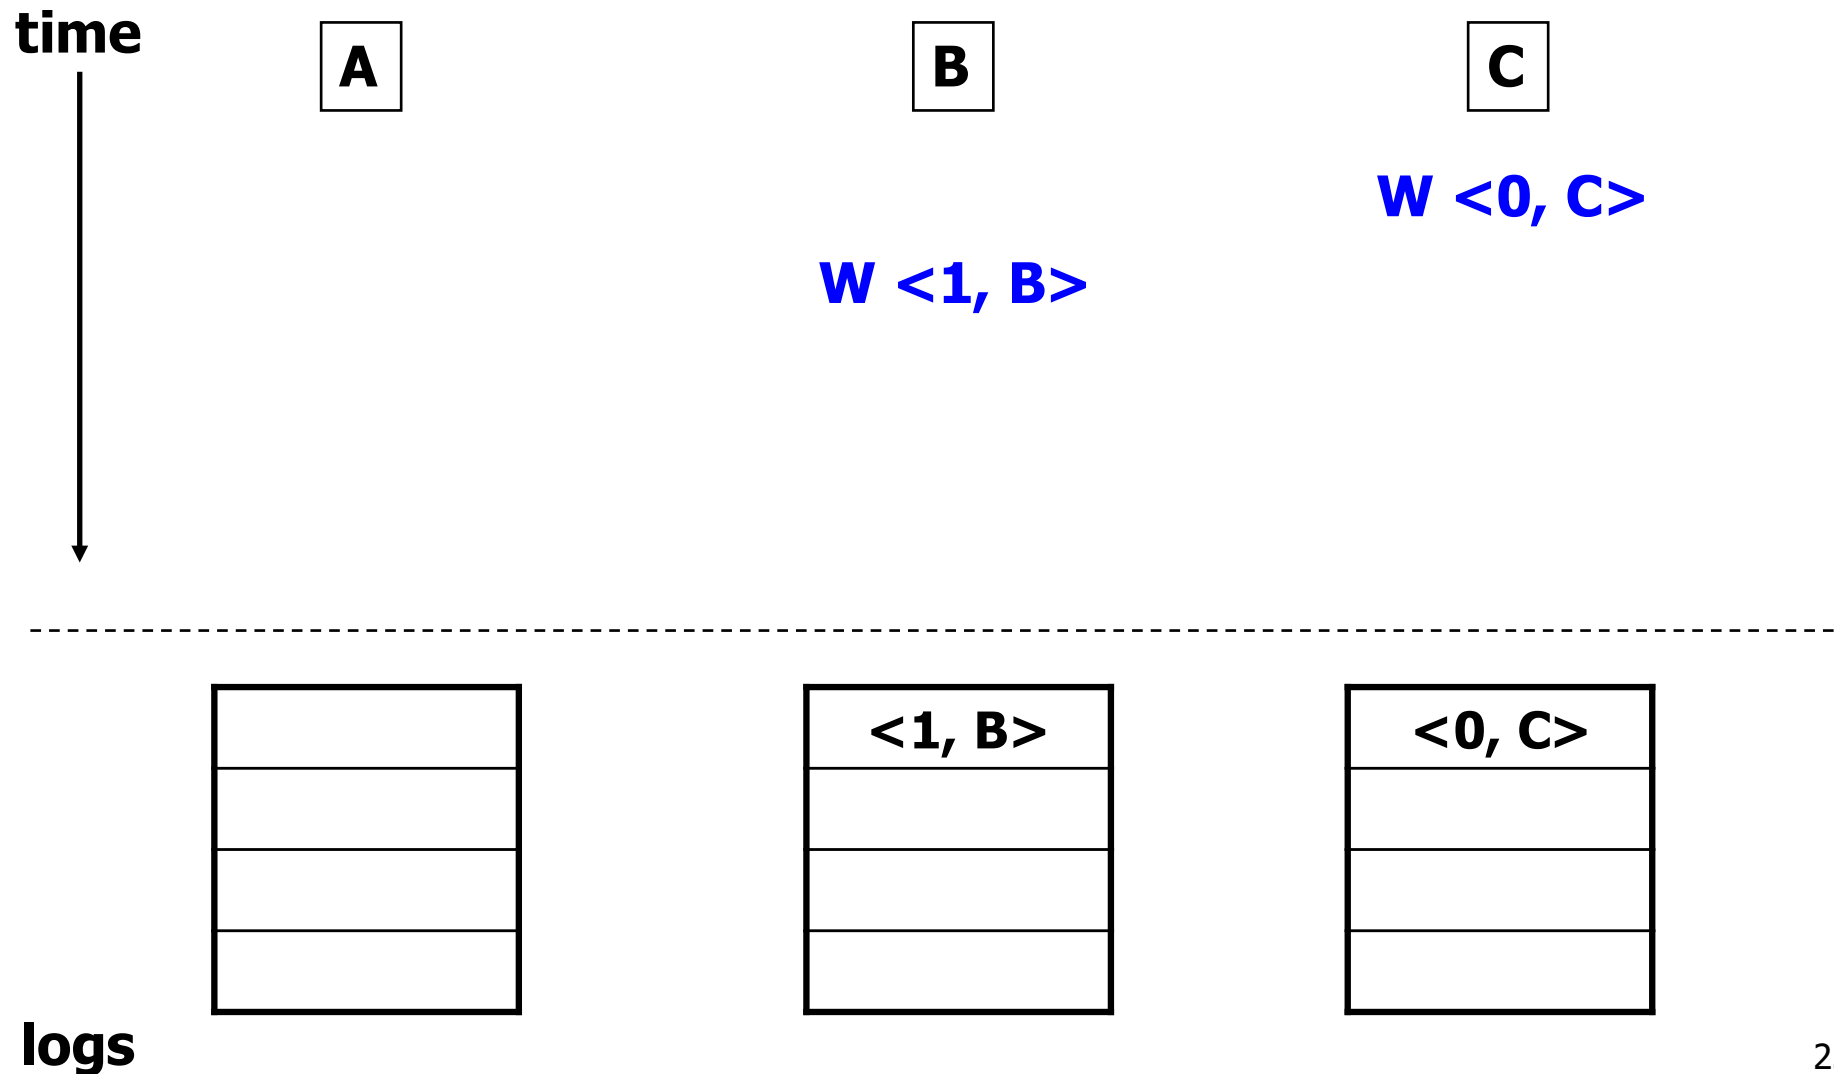 time
A
B
C
W <0, C>
W <1, B>
<1, B>
<0, C>
logs
2